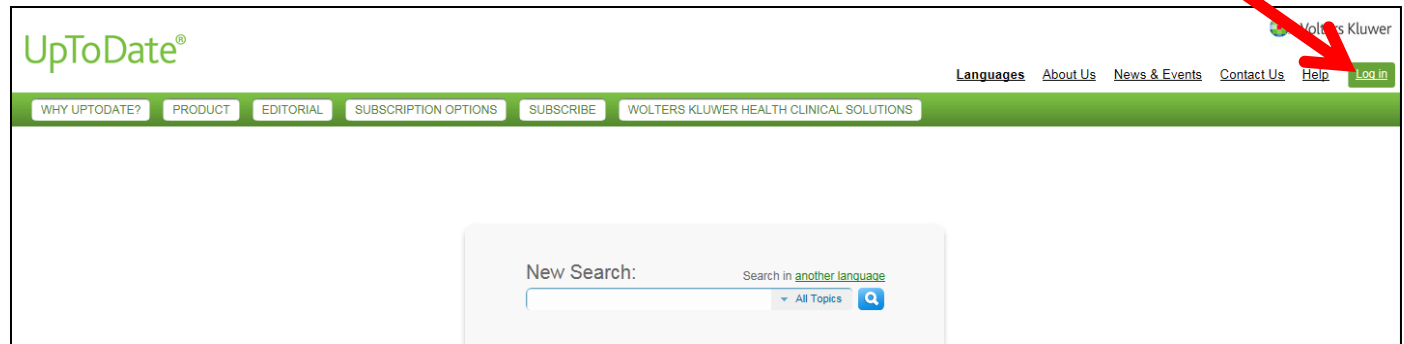 UpToDate®
Wolters Kluwer
Languages About Us News & Events Contact Us Help Log in
WHY UPTODATE? PRODUCT EDITORIAL SUBSCRIPTION OPTIONS SUBSCRIBE WOLTERS KLUWER HEALTH CLINICAL SOLUTIONS
New Search: Search in another language
All Topics